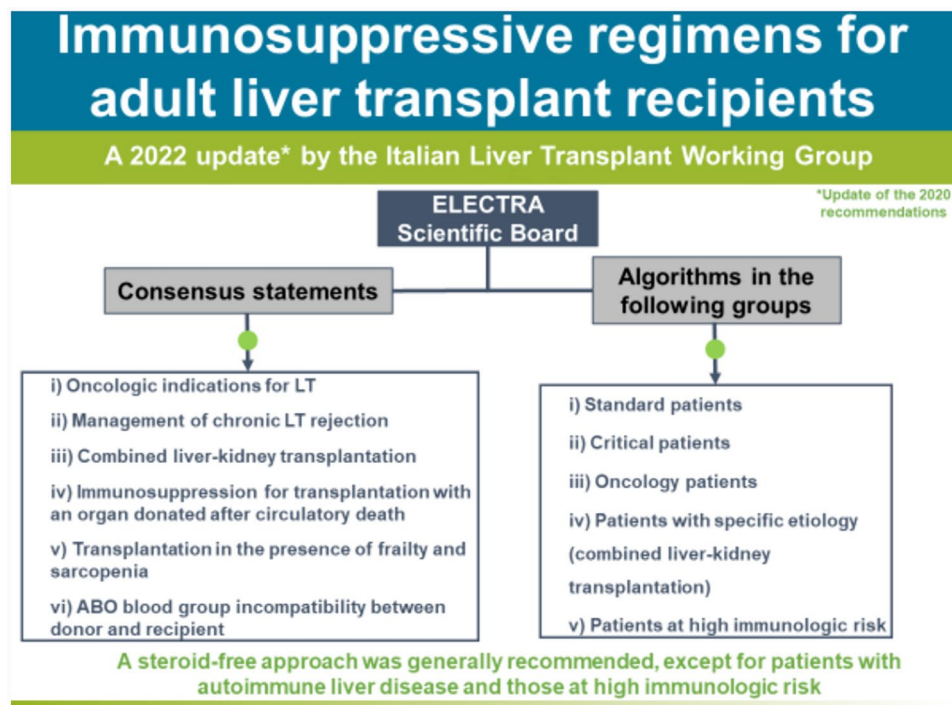 Immunosuppressive regimens for
adult liver transplant recipients
A 2022 update* by the Italian Liver Transplant Working Group
*Update of the 2020
recommendations
ELECTRA
Scientific Board
Consensus statements
i) Oncologic indications for LT
ii) Management of chronic LT rejection
iii) Combined liver-kidney transplantation
iv) Immunosuppression for transplantation with
an organ donated after circulatory death
v) Transplantation in the presence of frailty and
sarcopenia
vi) ABO blood group incompatibility between
donor and recipient
Algorithms in the
following groups
i) Standard patients
ii) Critical patients
iii) Oncology patients
iv) Patients with specific etiology
(combined liver-kidney
transplantation)
v) Patients at high immunologic risk
A steroid-free approach was generally recommended, except for patients with
autoimmune liver disease and those at high immunologic risk